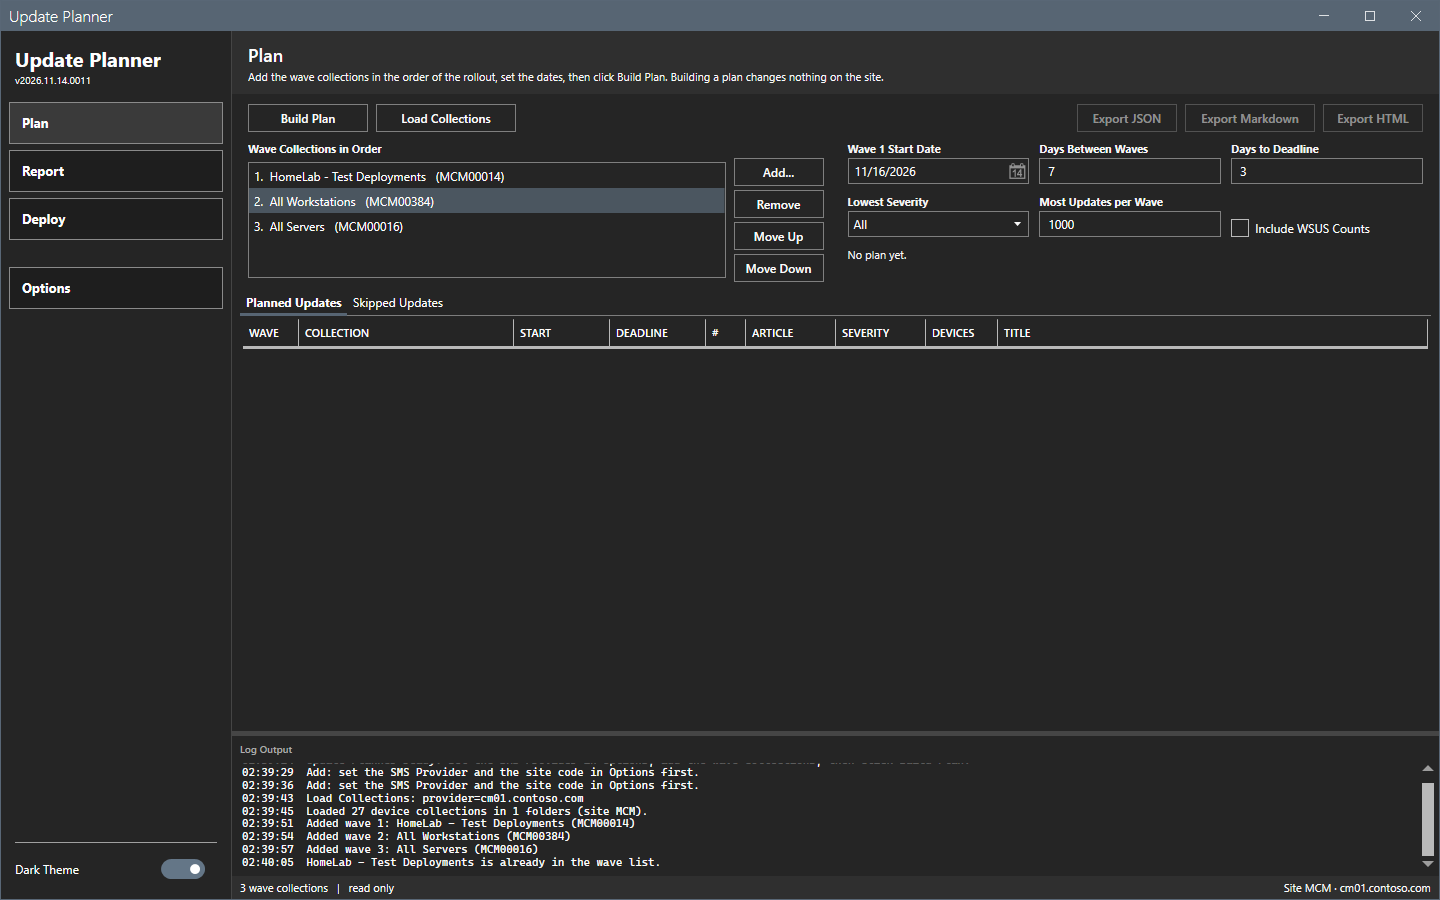 Update Planner
Update Planner
v2026.11.14.0011
Plan
Report
Deploy
Options
Dark Theme
Plan
Add the wave collections in the order of the rollout, set the dates, then click Build Plan. Building a plan changes nothing on the site.
Build Plan
Load Collections
Export JSON
Export Markdown
Export HTML
Wave Collections in Order
1. HomeLab - Test Deployments (MCM00014)
2. All Workstations (MCM00384)
3. All Servers (MCM00016)
Add...
Remove
Move Up
Move Down
Wave 1 Start Date
Days Between Waves
Days to Deadline
11/16/2026
14
7
3
Lowest Severity
Most Updates per Wave
All
1000
Include WSUS Counts
No plan yet.
Planned Updates
Skipped Updates
WAVE COLLECTION START DEADLINE # ARTICLE SEVERITY DEVICES TITLE
Log Output
02:39:29 Add: set the SMS Provider and the site code in Options first.
02:39:36 Add: set the SMS Provider and the site code in Options first.
02:39:43 Load Collections: provider=cm01.contoso.com
02:39:45 Loaded 27 device collections in 1 folders (site MCM).
02:39:51 Added wave 1: HomeLab - Test Deployments (MCM00014)
02:39:54 Added wave 2: All Workstations (MCM00384)
02:39:57 Added wave 3: All Servers (MCM00016)
02:40:05 HomeLab - Test Deployments is already in the wave list.
3 wave collections | read only
Site MCM · cm01.contoso.com